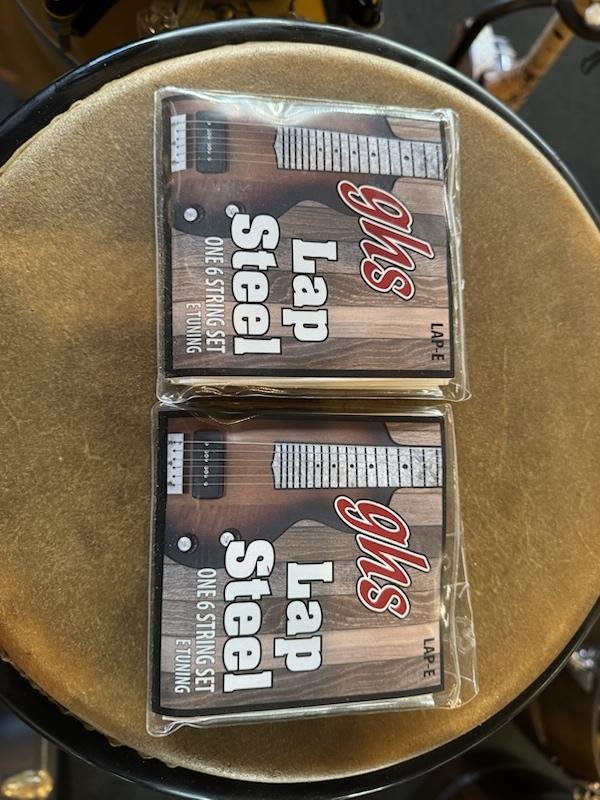 ghs
LAP-E
Lap
Steel
ONE 6 STRING SET
E TUNING
ghs
LAP-E
Lap
Steel
ONE 6 STRING SET
E TUNING